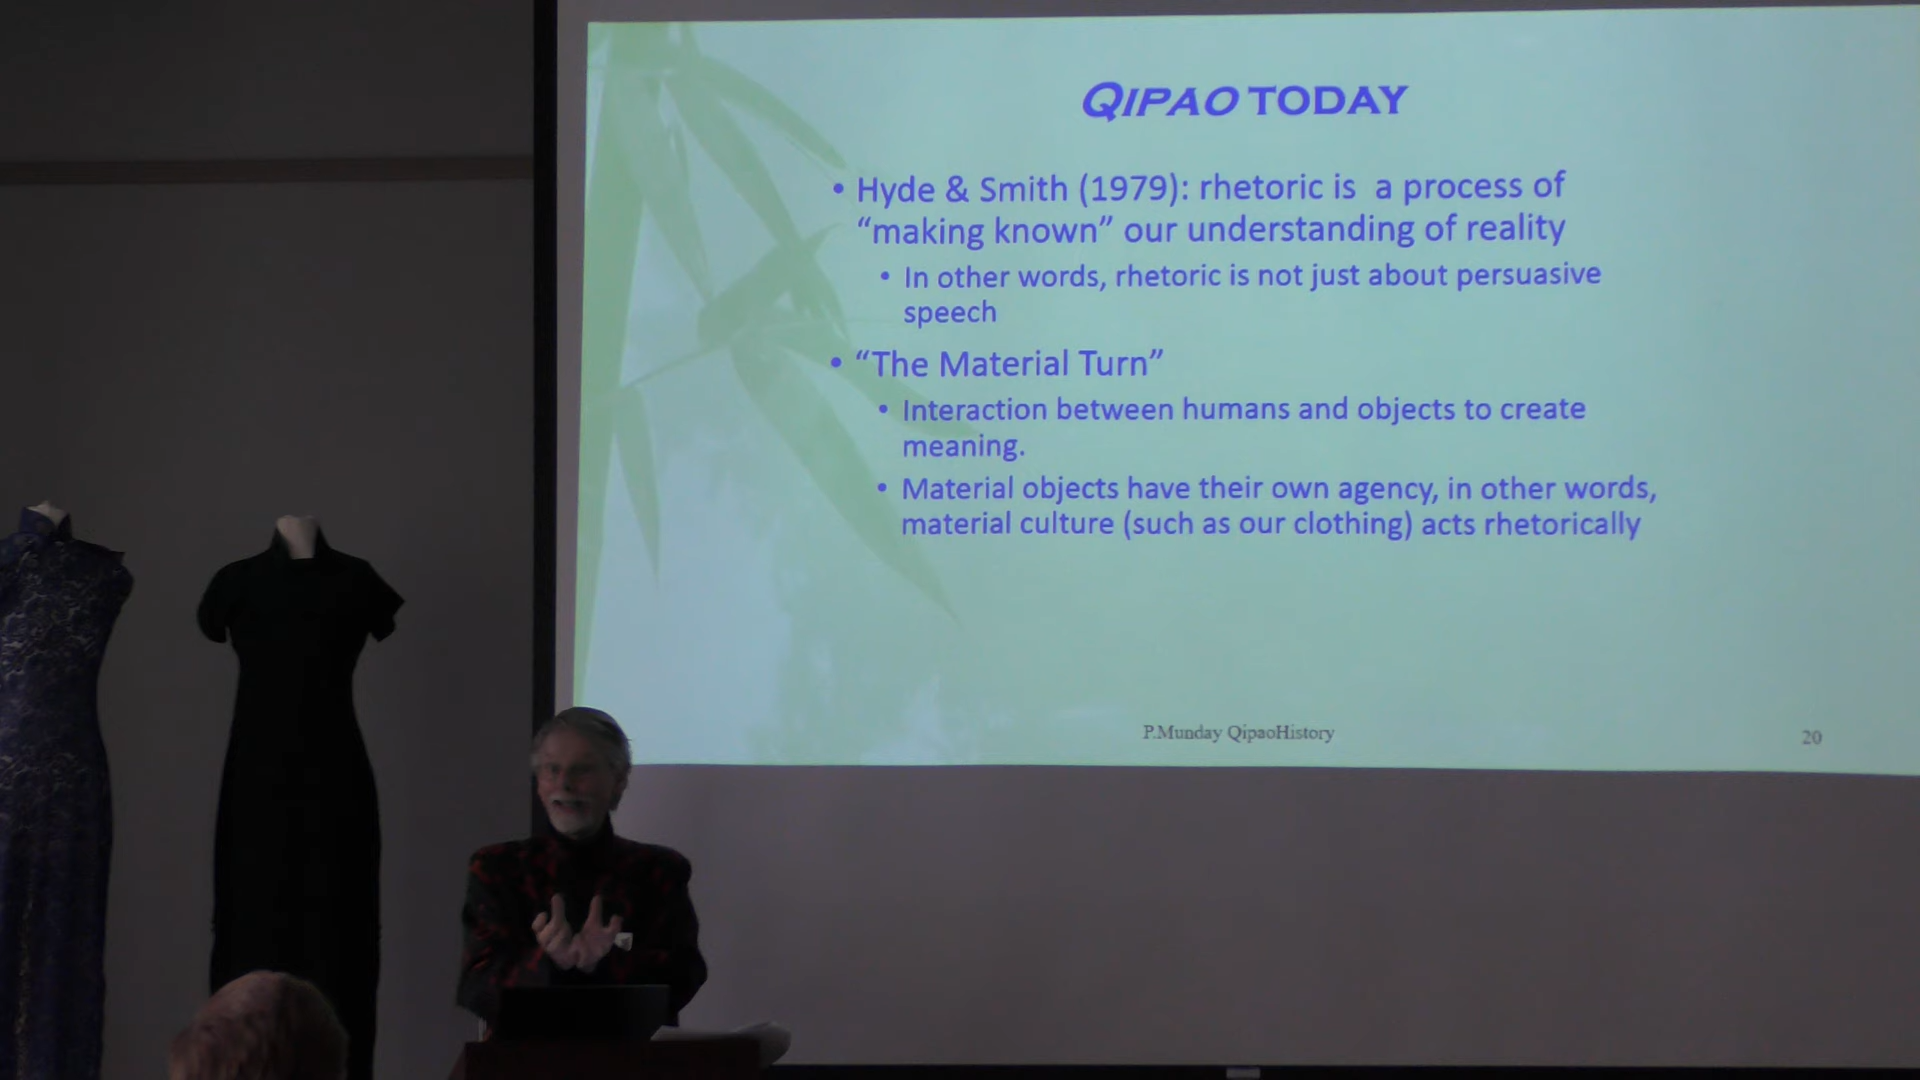 QIPAO TODAY
• Hyde & Smith (1979): rhetoric is a process of
“making known” our understanding of reality
• In other words, rhetoric is not just about persuasive
speech
• “The Material Turn”
• Interaction between humans and objects to create
meaning.
• Material objects have their own agency, in other words,
material culture (such as our clothing) acts rhetorically
P.Munday QipaoHistory
20